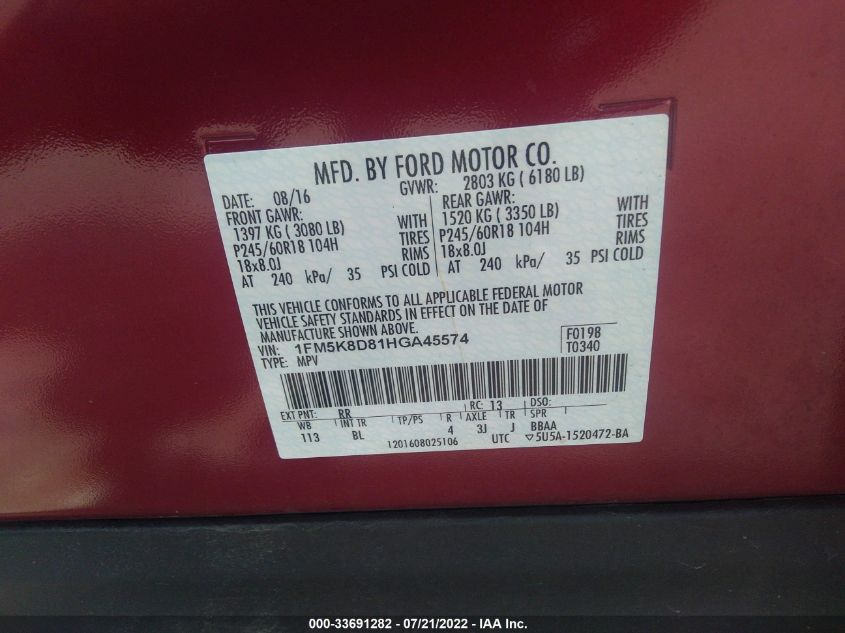 MFD. BY FORD MOTOR CO.
DATE: 08/16 GVWR: 2803 KG ( 6180 LB)
FRONT GAWR: REAR GAWR:
1397 KG ( 3080 LB) WITH 1520 KG ( 3350 LB) WITH
P245/60R18 104H TIRES P245/60R18 104H TIRES
18x8.0J RIMS 18x8.0J RIMS
AT 240 kPa/ 35 PSI COLD AT 240 kPa/ 35 PSI COLD
THIS VEHICLE CONFORMS TO ALL APPLICABLE FEDERAL MOTOR
VEHICLE SAFETY STANDARDS IN EFFECT ON THE DATE OF
MANUFACTURE SHOWN ABOVE.
VIN: 1FM5K8D81HGA45574 F0198
TYPE: MPV T0340
EXT PNT: RR RC: 13 DSO:
WB INT TR TP/PS R AXLE TR SPR
113 BL 4 3J J BBAA
1201608025106 UTC ▽5U5A-1520472-BA
000-33691282 - 07/21/2022 - IAA Inc.